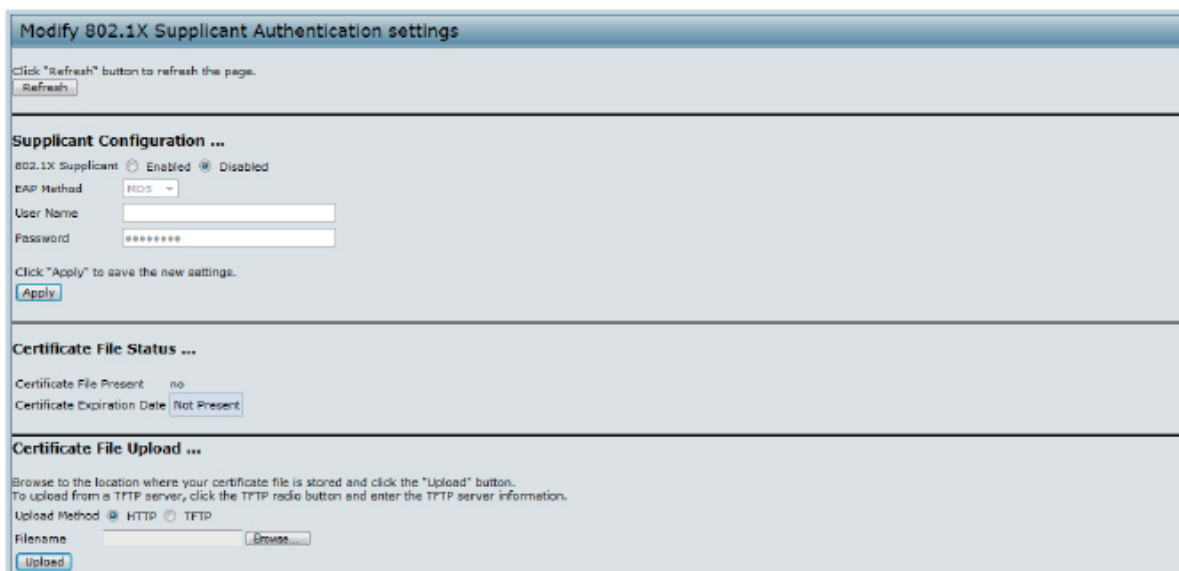 Modify 802.1X Supplicant Authentication settings
Click "Refresh" button to refresh the page.
Refresh
Supplicant Configuration ...
802.1X Supplicant Enabled Disabled
EAP Method MD5
User Name
Password ********
Click "Apply" to save the new settings.
Apply
Certificate File Status ...
Certificate File Present no
Certificate Expiration Date Not Present
Certificate File Upload ...
Browse to the location where your certificate file is stored and click the "Upload" button.
To upload from a TFTP server, click the TFTP radio button and enter the TFTP server information.
Upload Method HTTP TFTP
Filename Browse...
Upload